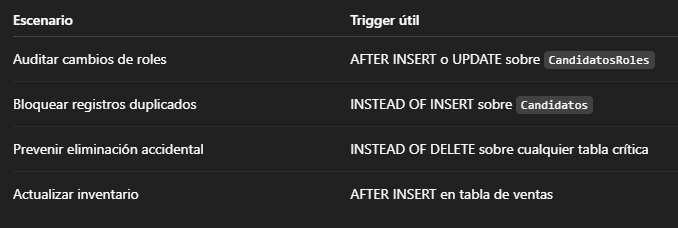 Escenario Trigger útil
Auditar cambios de roles AFTER INSERT o UPDATE sobre CandidatosRoles
Bloquear registros duplicados INSTEAD OF INSERT sobre Candidatos
Prevenir eliminación accidental INSTEAD OF DELETE sobre cualquier tabla crítica
Actualizar inventario AFTER INSERT en tabla de ventas